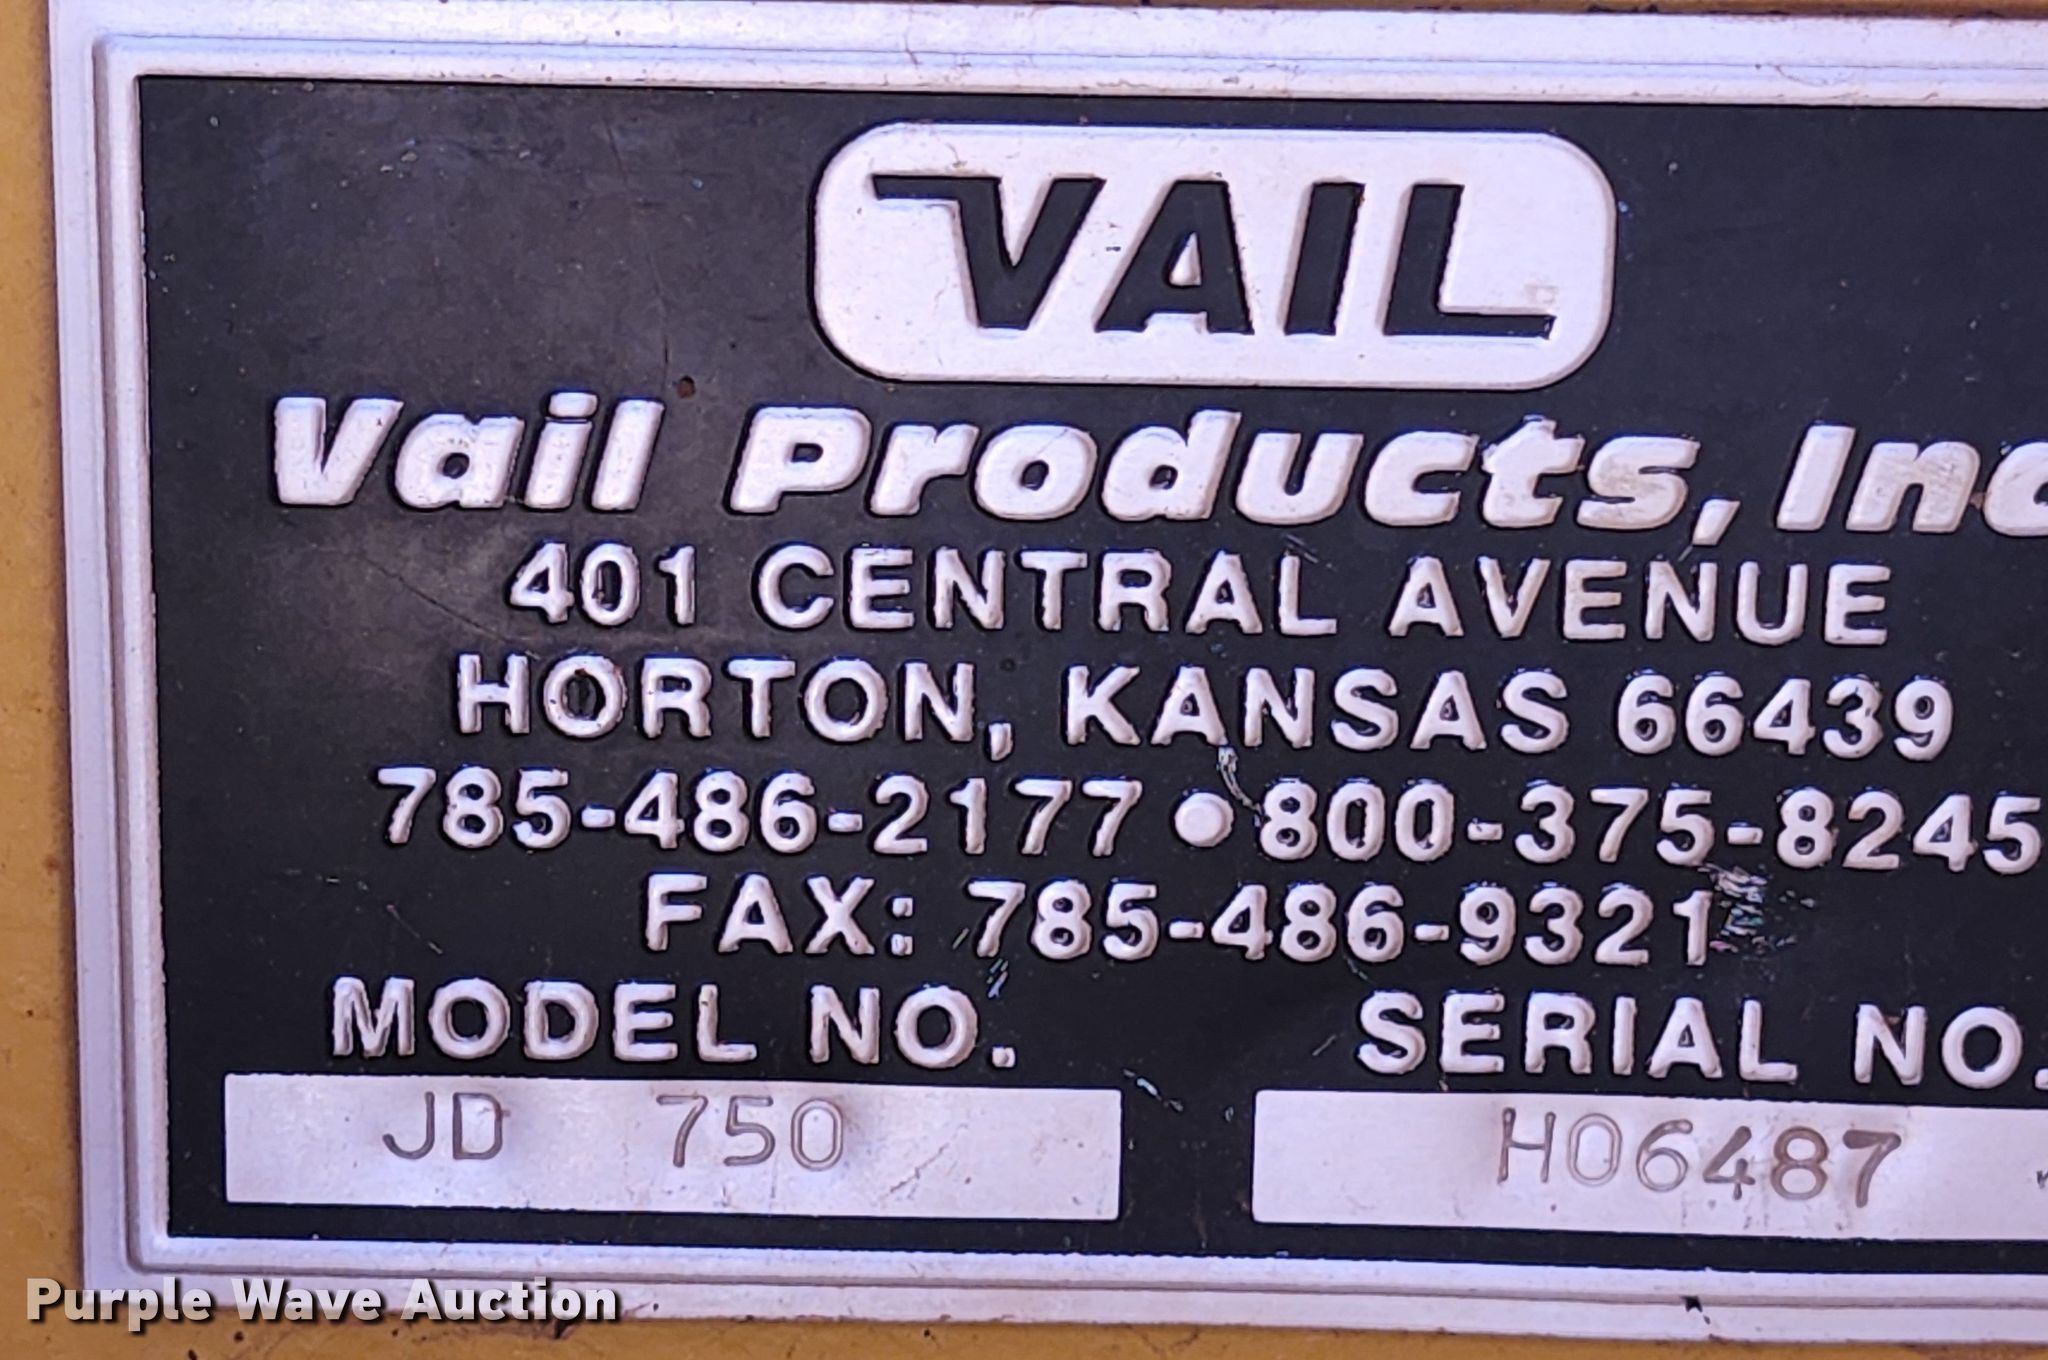 VAIL
Vail Products, Inc
401 CENTRAL AVENUE
HORTON, KANSAS 66439
785-486-2177 • 800-375-8245
FAX: 785-486-9321
MODEL NO. SERIAL NO.
JD 750 H06487
Purple Wave Auction